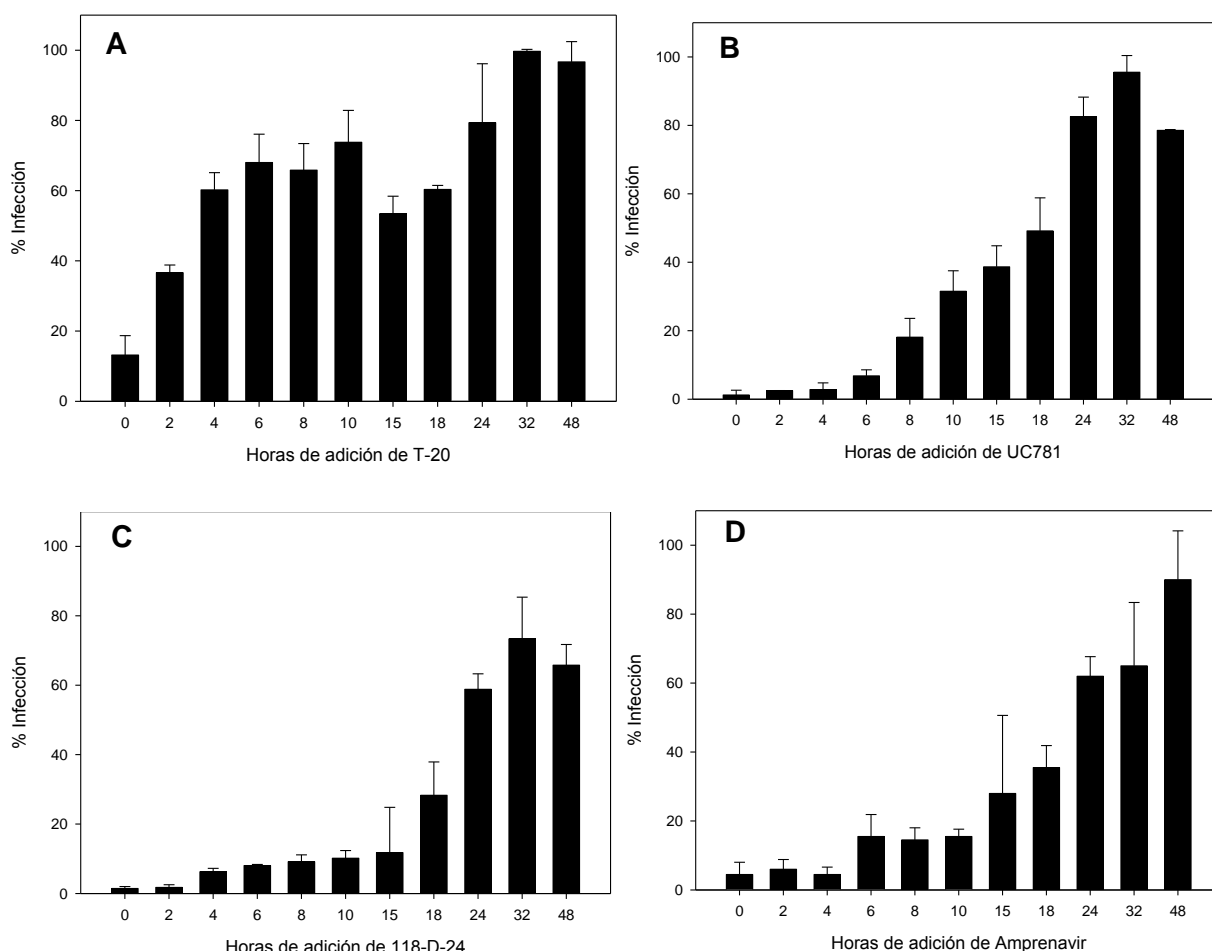 A
% Infección
100
80
60
40
20
0
0 2 4 6 8 10 15 18 24 32 48
Horas de adición de T-20
B
% Infección
100
80
60
40
20
0
0 2 4 6 8 10 15 18 24 32 48
Horas de adición de UC781
C
% Infección
100
80
60
40
20
0
0 2 4 6 8 10 15 18 24 32 48
Horas de adición de 118-D-24
D
% Infección
100
80
60
40
20
0
0 2 4 6 8 10 15 18 24 32 48
Horas de adición de Amprenavir